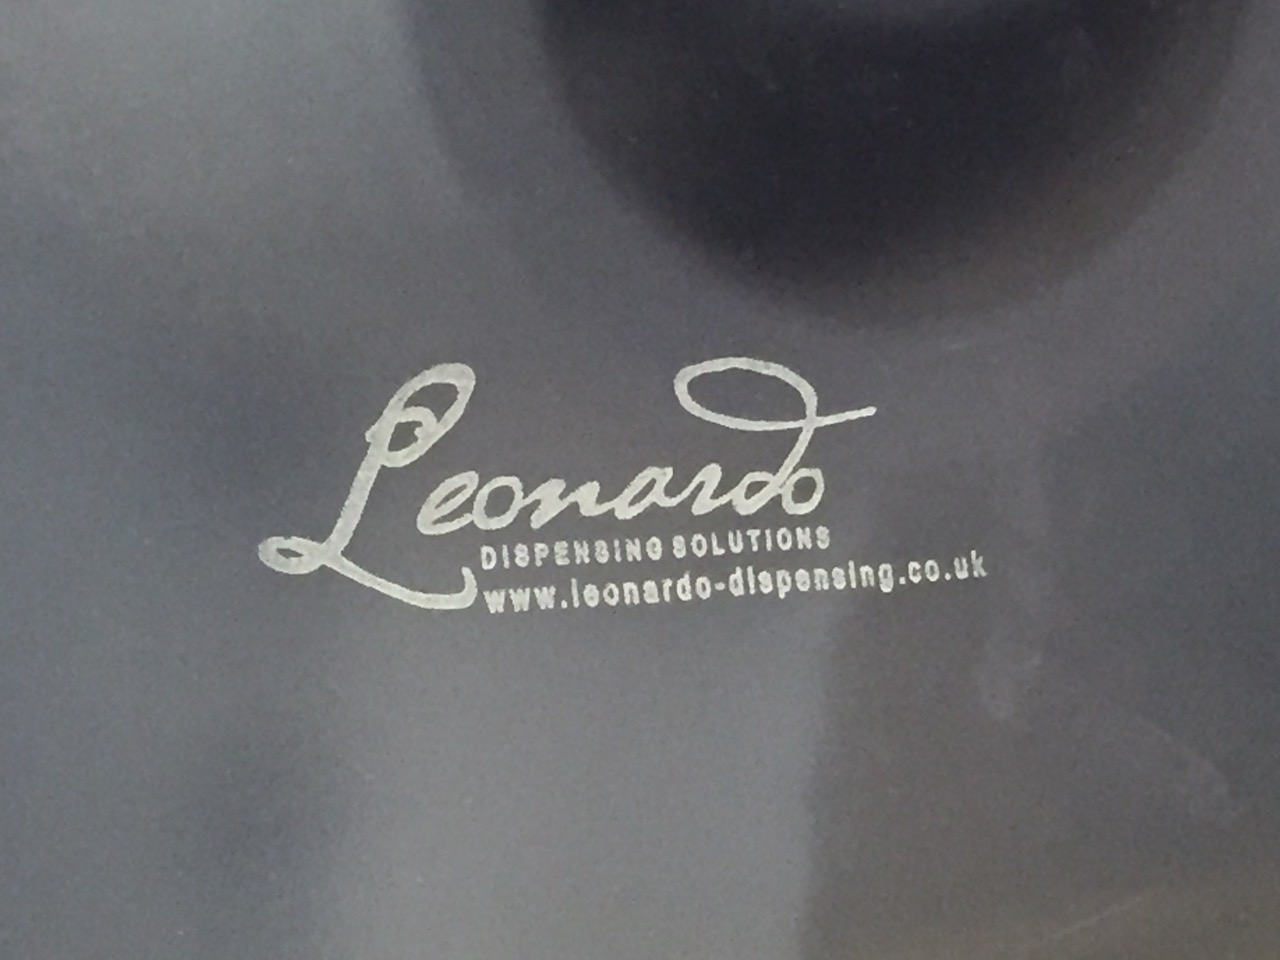 Leonardo
DISPENSING SOLUTIONS
www.leonardo-dispensing.co.uk